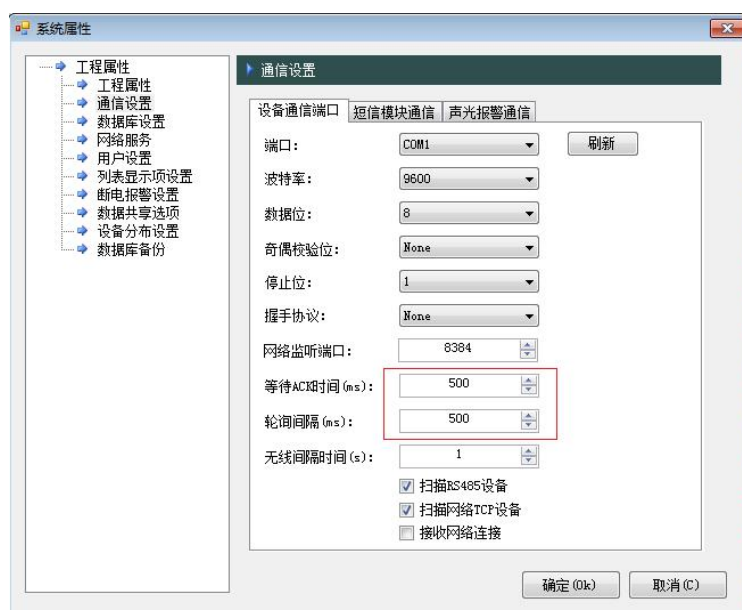 系统属性
工程属性
工程属性
通信设置
数据库设置
网络服务
用户设置
列表显示项设置
断电报警设置
数据共享选项
设备分布设置
数据库备份
通信设置
设备通信端口 短信模块通信 声光报警通信
端口: COM1 刷新
波特率: 9600
数据位: 8
奇偶校验位: None
停止位: 1
握手协议: None
网络监听端口: 8384
等待ACK时间(ms): 500
轮询间隔(ms): 500
无线间隔时间(s): 1
扫描RS485设备
扫描网络TCP设备
接收网络连接
确定(Ok) 取消(C)